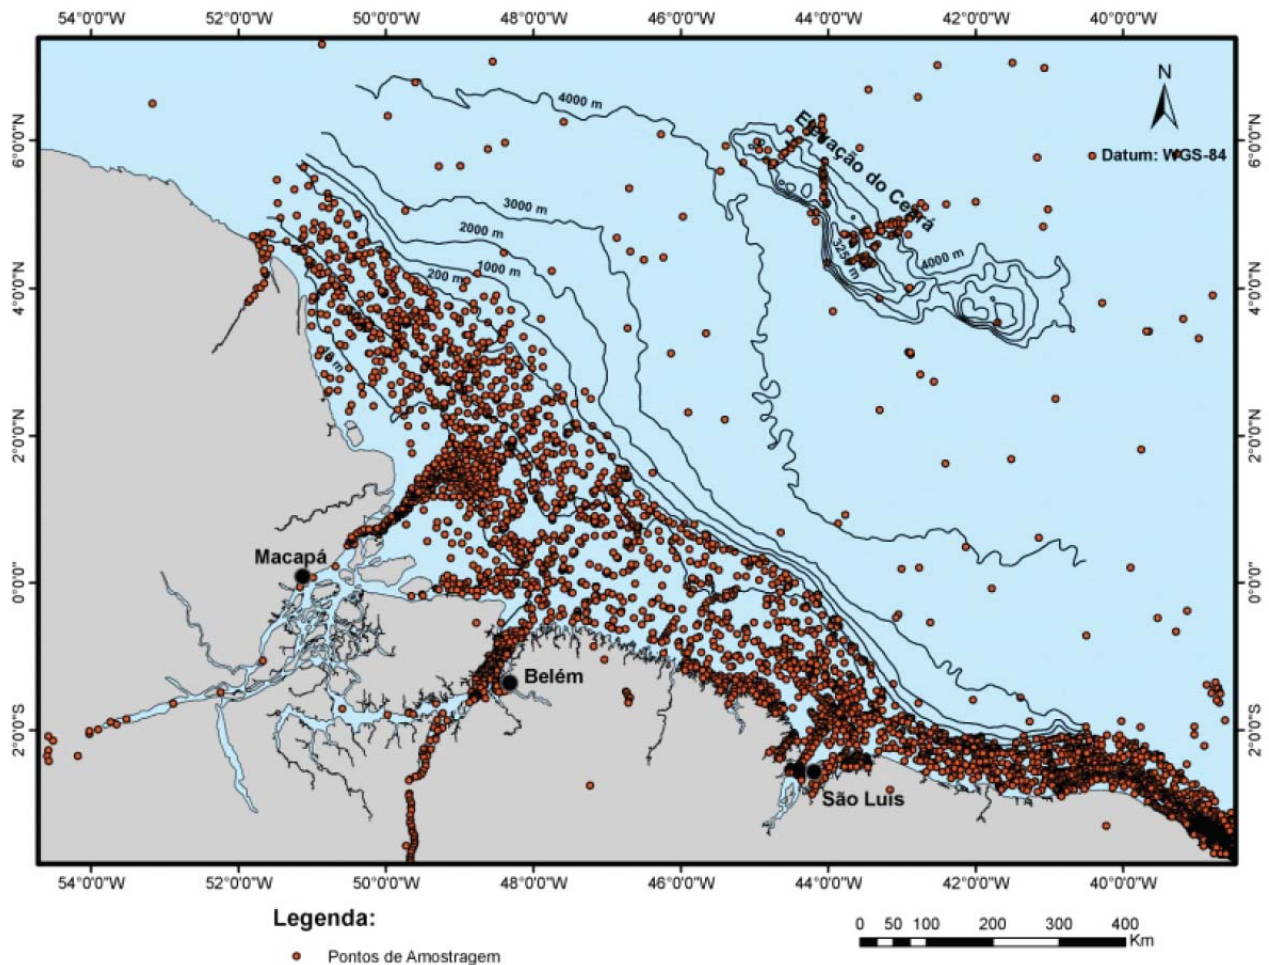 54°0'0"W 52°0'0"W 50°0'0"W 48°0'0"W 46°0'0"W 44°0'0"W 42°0'0"W 40°0'0"W
N
4000 m
Elevação do Ceará
6°0'0"N
6°0'0"N
Datum: WGS-84
3000 m
2000 m
1000 m
200 m
3250 m
4000 m
4°0'0"N
4°0'0"N
2°0'0"N
2°0'0"N
Macapá
0°0'0"
0°0'0"
Belém
2°0'0"S
2°0'0"S
São Luis
54°0'0"W 52°0'0"W 50°0'0"W 48°0'0"W 46°0'0"W 44°0'0"W 42°0'0"W 40°0'0"W
Legenda:
Pontos de Amostragem
0 50 100 200 300 400
Km